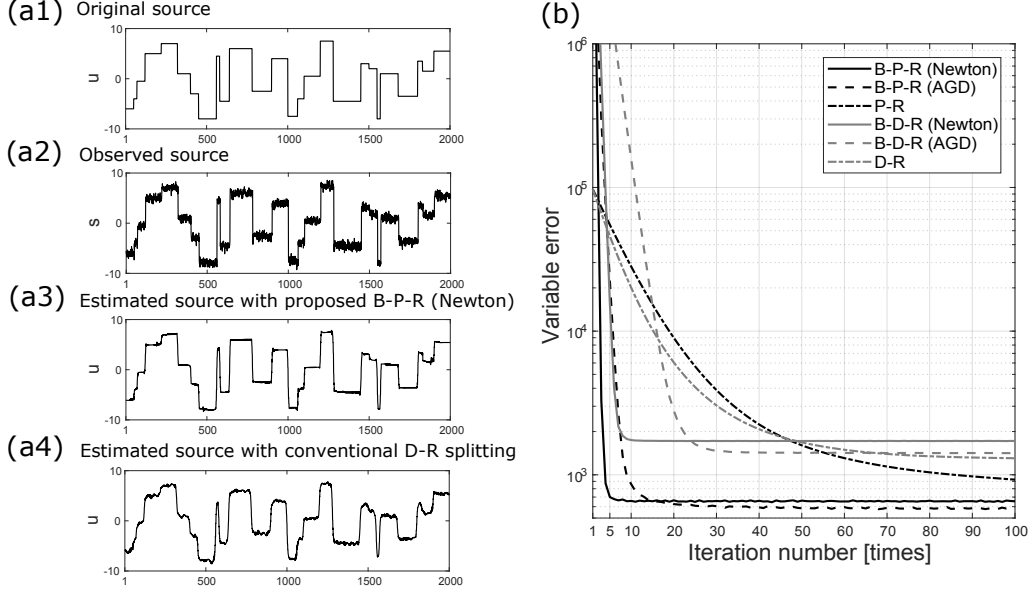 (a1) Original source
10
0
-10
u
1 500 1000 1500 2000
(a2) Observed source
10
0
-10
s
1 500 1000 1500 2000
(a3) Estimated source with proposed B-P-R (Newton)
10
0
-10
u
1 500 1000 1500 2000
(a4) Estimated source with conventional D-R splitting
10
0
-10
u
1 500 1000 1500 2000
(b)
10^6
10^5
10^4
10^3
Variable error
B-P-R (Newton)
B-P-R (AGD)
P-R
B-D-R (Newton)
B-D-R (AGD)
D-R
1 5 10 20 30 40 50 60 70 80 90 100
Iteration number [times]